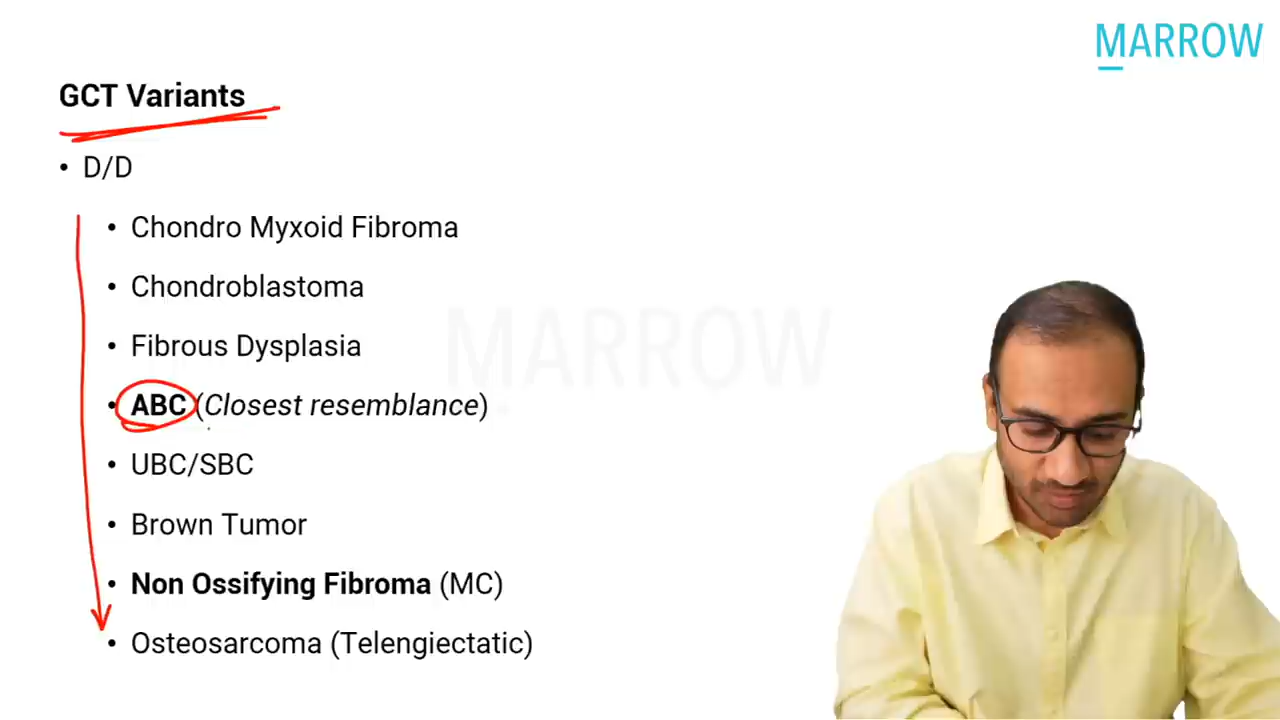 MARROW
GCT Variants
• D/D
• Chondro Myxoid Fibroma
• Chondroblastoma
• Fibrous Dysplasia
• ABC (Closest resemblance)
• UBC/SBC
• Brown Tumor
• Non Ossifying Fibroma (MC)
• Osteosarcoma (Telengiectatic)
MARROW